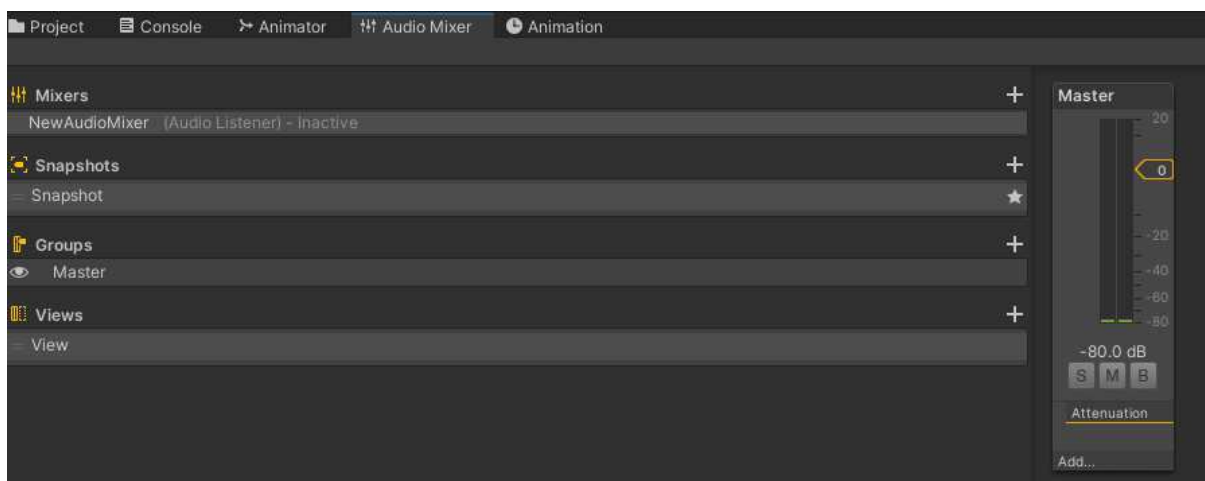 Project Console Animator Audio Mixer Animation
Mixers
NewAudioMixer (Audio Listener) - Inactive
Snapshots
Snapshot
Groups
Master
Views
View
Master
20
0
-20
-40
-60
-80
-80.0 dB
S M B
Attenuation
Add...